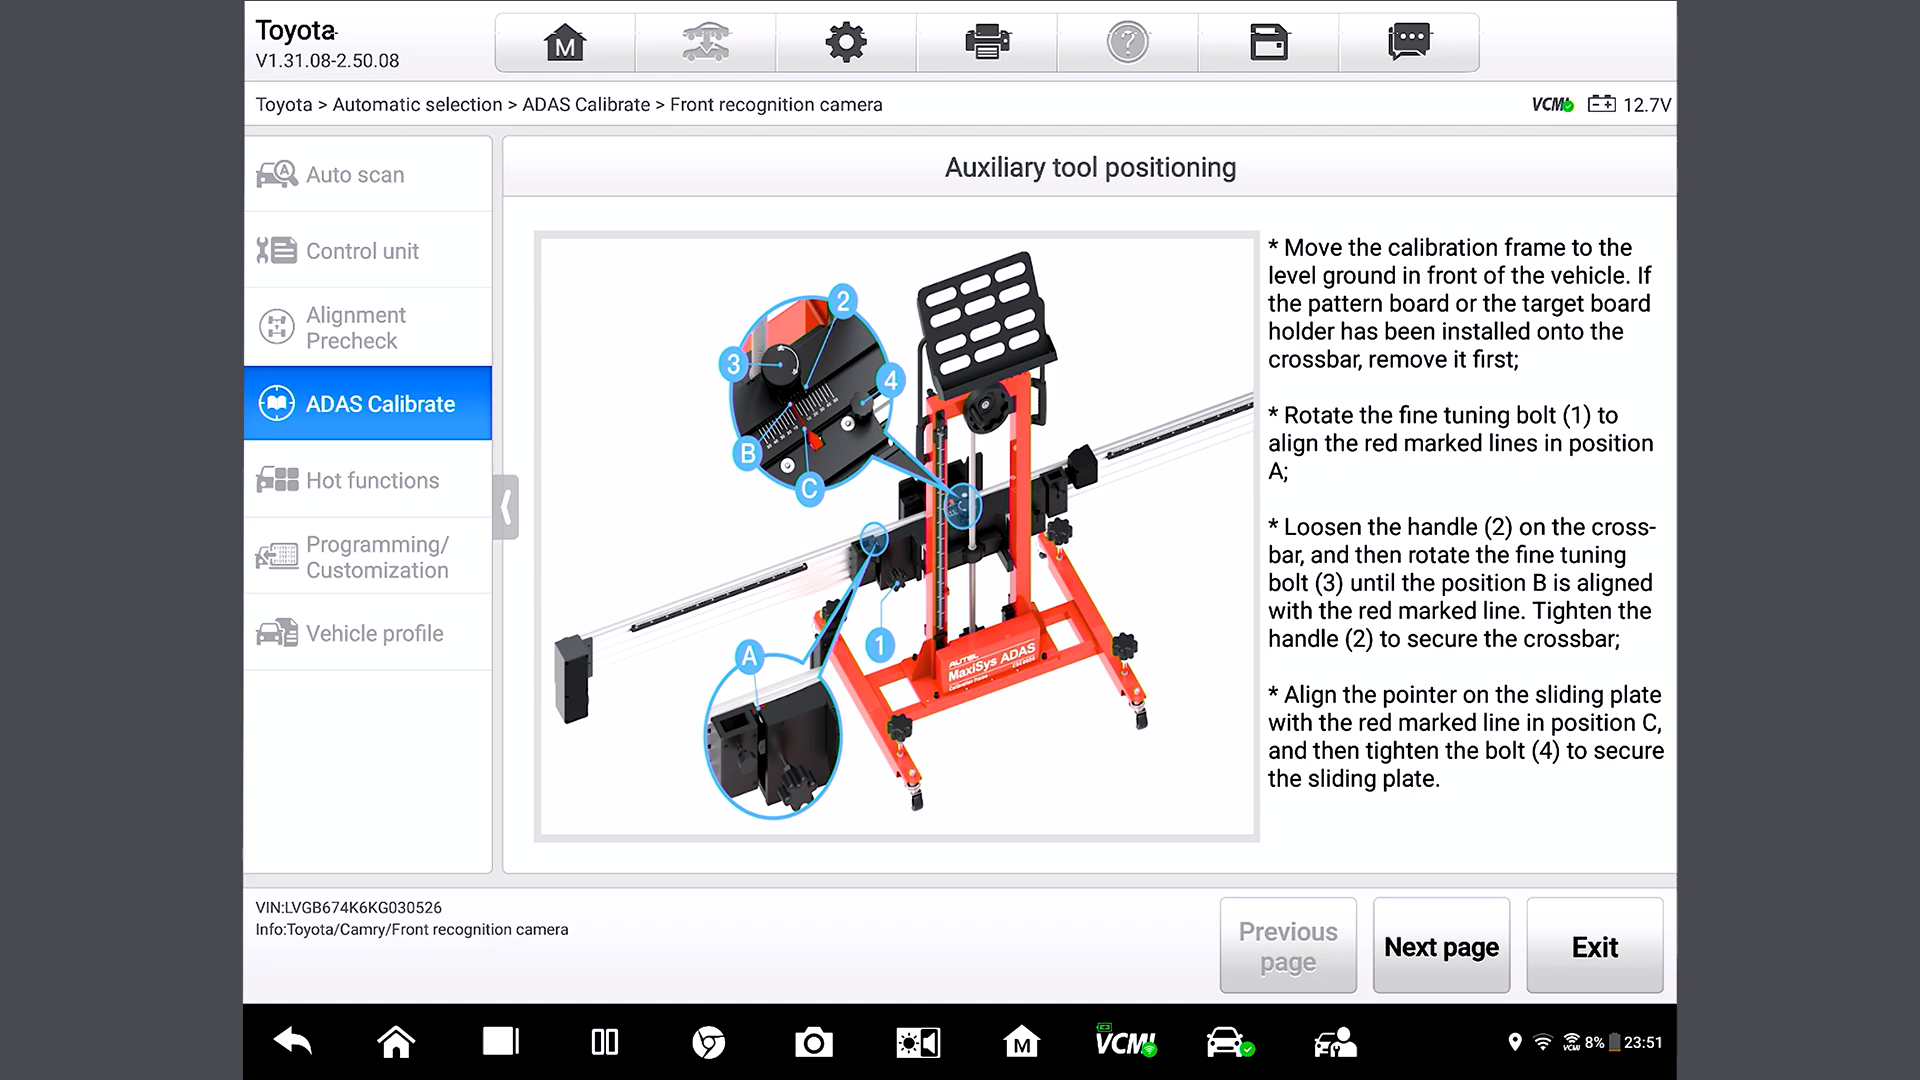 Toyota
V1.31.08-2.50.08
M
Toyota > Automatic selection > ADAS Calibrate > Front recognition camera
VCMI
12.7V
Auto scan
Control unit
Alignment
Precheck
ADAS Calibrate
Hot functions
Programming/
Customization
Vehicle profile
Auxiliary tool positioning
2
3
4
B
C
1
A
AUTEL
MaxiSys ADAS
Calibration Frame
* Move the calibration frame to the
level ground in front of the vehicle. If
the pattern board or the target board
holder has been installed onto the
crossbar, remove it first;
* Rotate the fine tuning bolt (1) to
align the red marked lines in position
A;
* Loosen the handle (2) on the cross-
bar, and then rotate the fine tuning
bolt (3) until the position B is aligned
with the red marked line. Tighten the
handle (2) to secure the crossbar;
* Align the pointer on the sliding plate
with the red marked line in position C,
and then tighten the bolt (4) to secure
the sliding plate.
VIN:LVGB674K6KG030526
Info:Toyota/Camry/Front recognition camera
Previous
page
Next page
Exit
M
VCMI
VCMI
8%
23:51